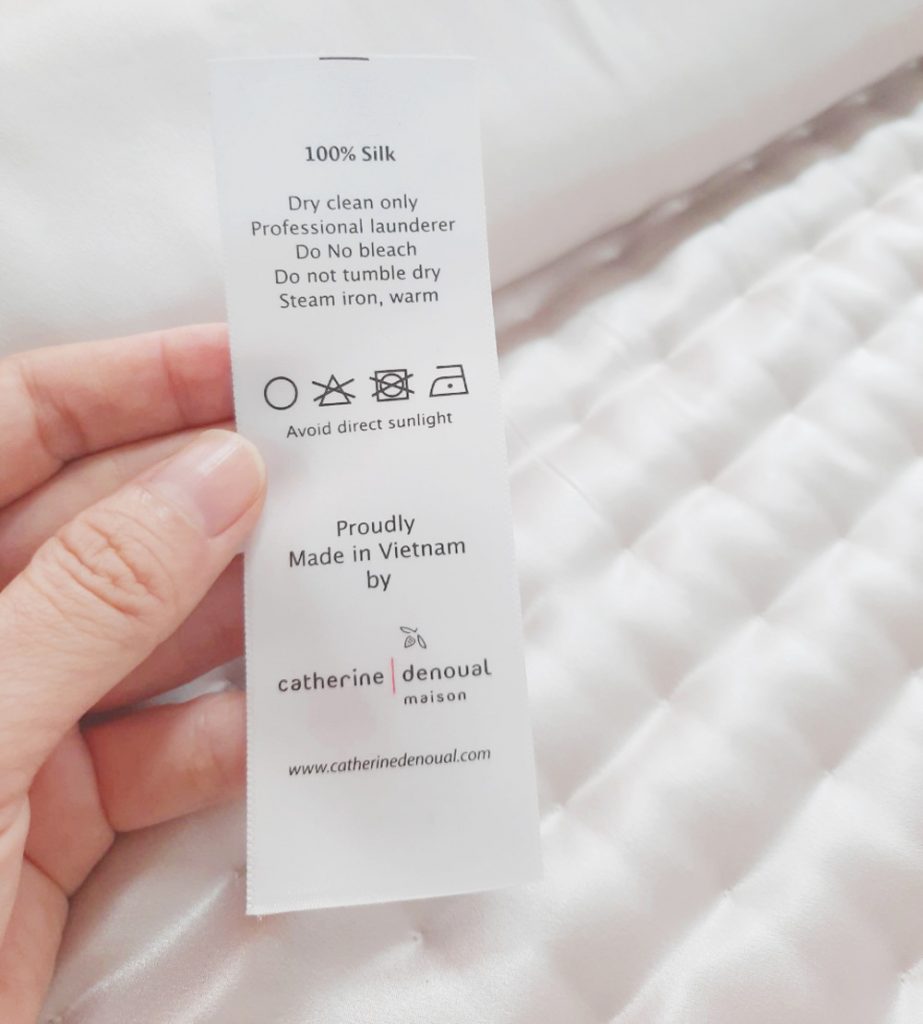 100% Silk
Dry clean only
Professional launderer
Do No bleach
Do not tumble dry
Steam iron, warm
Avoid direct sunlight
Proudly
Made in Vietnam
by
catherine | denoual
maison
www.catherinedenoual.com